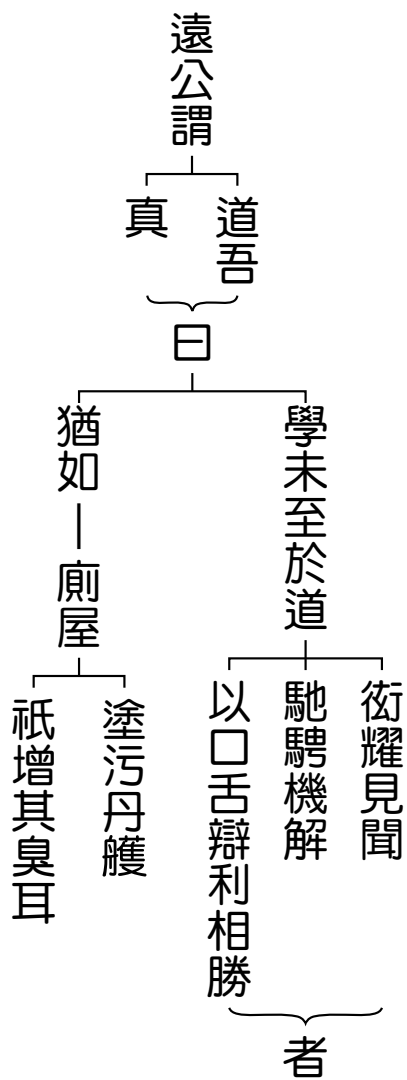 遠公謂
道吾
真
曰
學未至於道
衒耀見聞
馳騁機解
以口舌辯利相勝
者
猶如
廁屋
塗污丹艧
祇增其臭耳